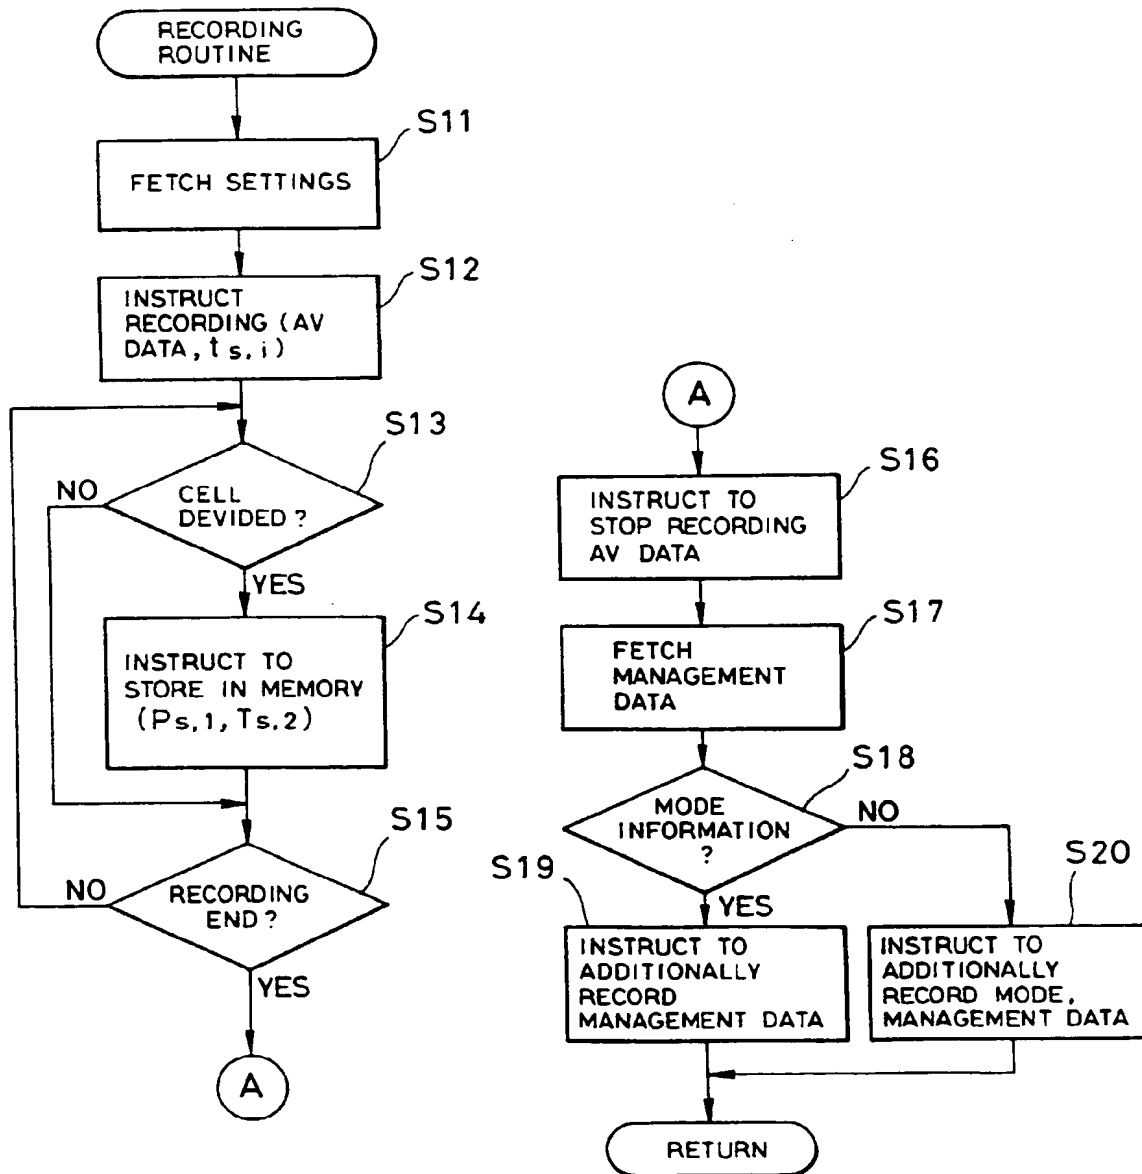 RECORDING
ROUTINE
S11
FETCH SETTINGS
S12
INSTRUCT
RECORDING (AV
DATA, ts,i)
S13
NO
CELL
DEVIDED?
YES
S14
INSTRUCT TO
STORE IN MEMORY
(Ps,1, Ts,2)
S15
NO
RECORDING
END?
YES
A
A
S16
INSTRUCT TO
STOP RECORDING
AV DATA
S17
FETCH
MANAGEMENT
DATA
S18
MODE
INFORMATION
?
NO
S19
YES
INSTRUCT TO
ADDITIONALLY
RECORD
MANAGEMENT DATA
S20
INSTRUCT TO
ADDITIONALLY
RECORD MODE,
MANAGEMENT DATA
RETURN